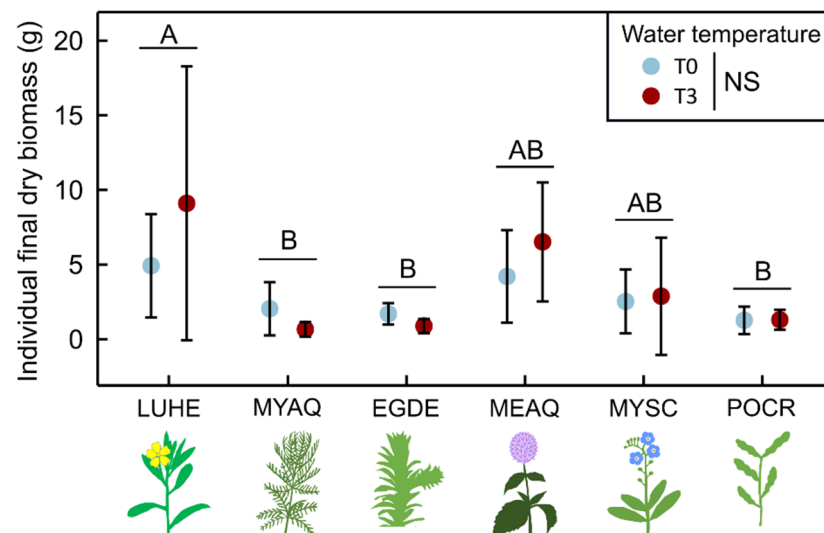 Individual final dry biomass (g)
20
15
10
5
0
A
B
B
AB
AB
B
Water temperature
T0
T3
NS
LUHE MYAQ EGDE MEAQ MYSC POCR